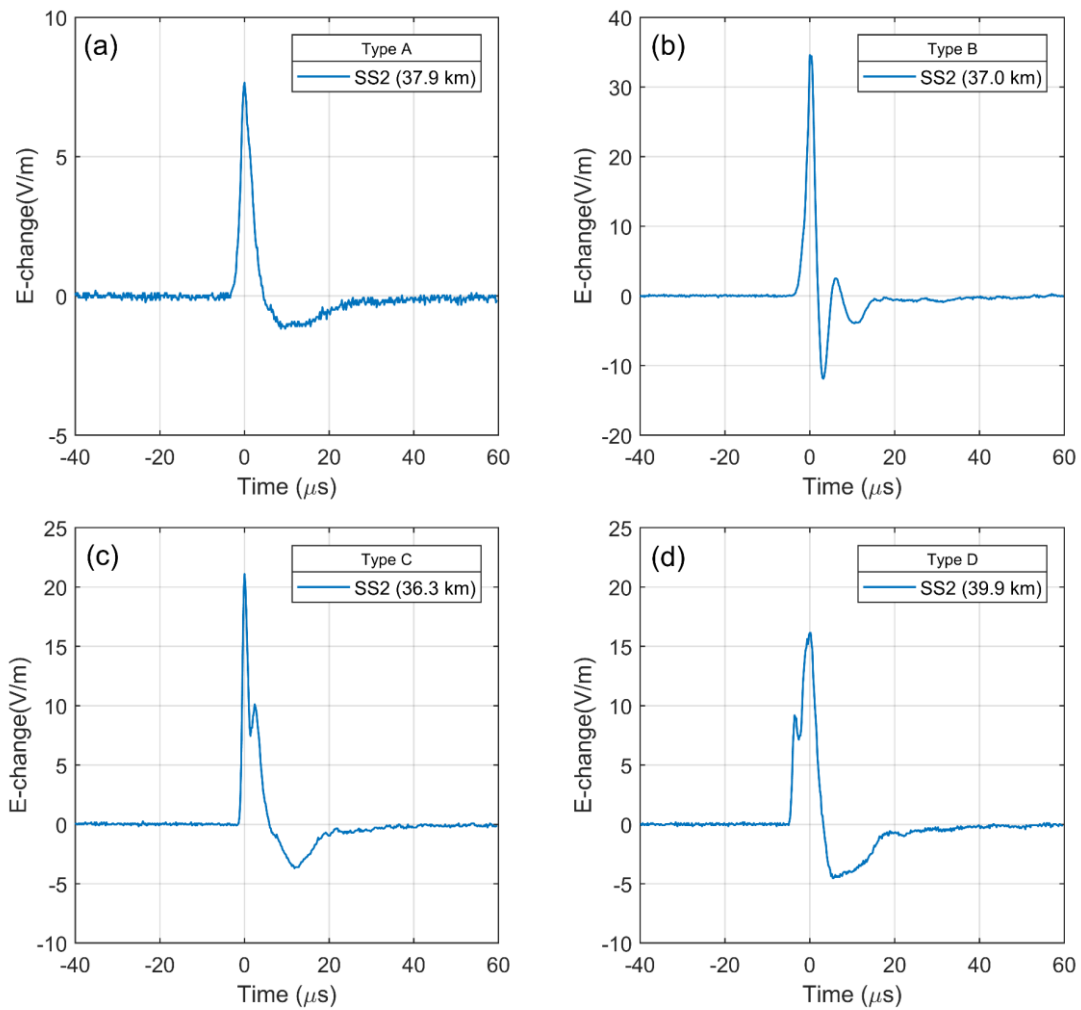 (a)
Type A
SS2 (37.9 km)
10
5
0
-5
E-change(V/m)
-40 -20 0 20 40 60
Time (μs)
(b)
Type B
SS2 (37.0 km)
40
30
20
10
0
-10
-20
E-change(V/m)
-40 -20 0 20 40 60
Time (μs)
(c)
Type C
SS2 (36.3 km)
25
20
15
10
5
0
-5
-10
E-change(V/m)
-40 -20 0 20 40 60
Time (μs)
(d)
Type D
SS2 (39.9 km)
25
20
15
10
5
0
-5
-10
E-change(V/m)
-40 -20 0 20 40 60
Time (μs)